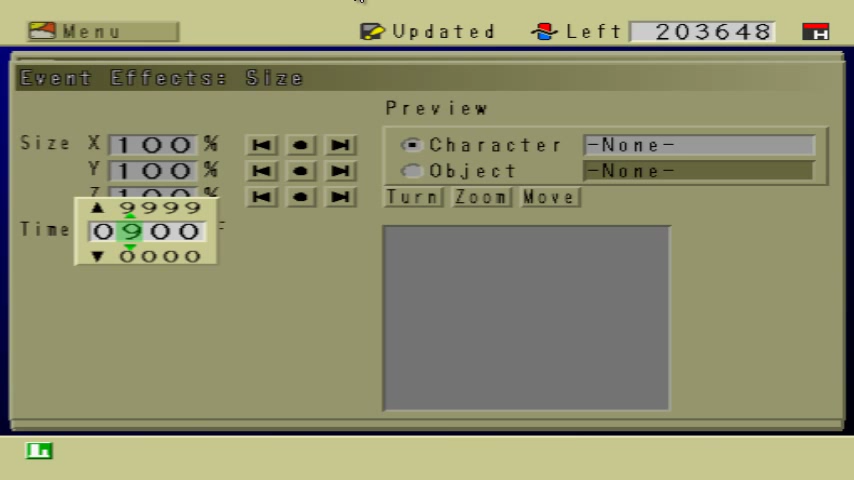 Menu Updated Left 203648
Event Effects: Size
Preview
Size X 100 %
Character -None-
Y 100 %
Object -None-
Z 100 %
Turn Zoom Move
▲ 9999
Time 0900 F
▼ 0000